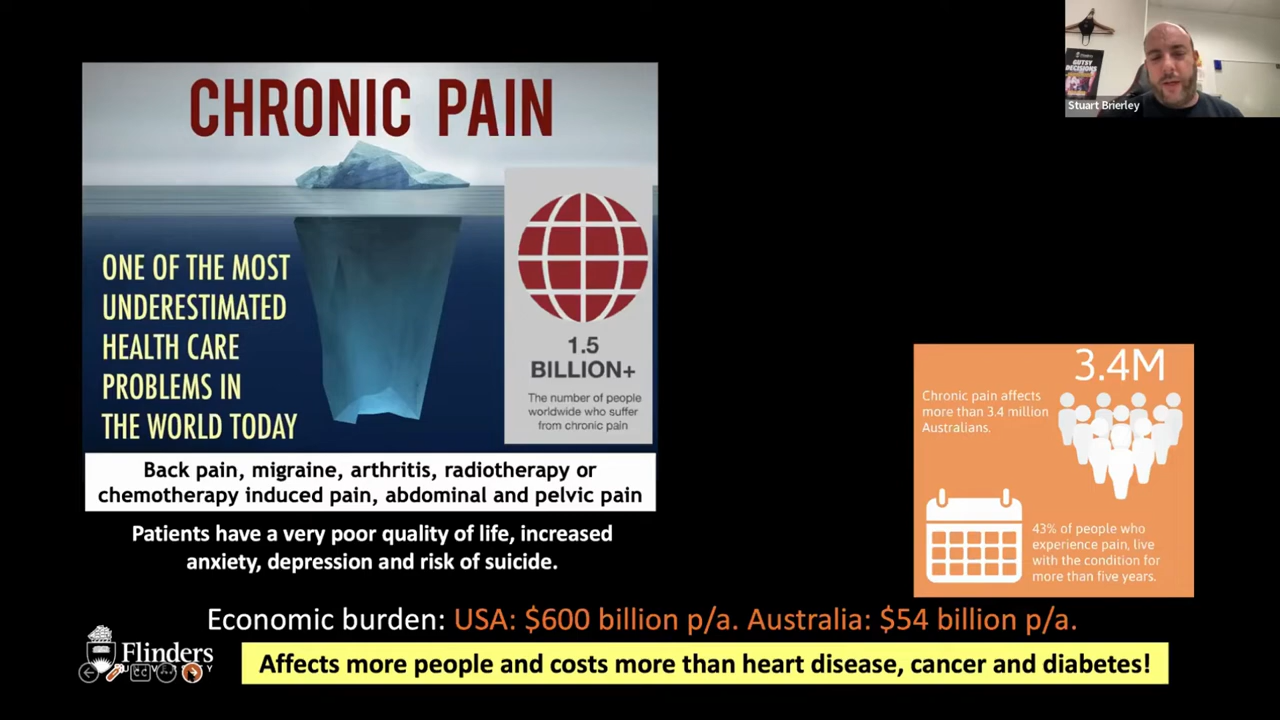 CHRONIC PAIN
ONE OF THE MOST
UNDERESTIMATED
HEALTH CARE
PROBLEMS IN
THE WORLD TODAY
1.5
BILLION+
The number of people
worldwide who suffer
from chronic pain
Back pain, migraine, arthritis, radiotherapy or
chemotherapy induced pain, abdominal and pelvic pain
Patients have a very poor quality of life, increased
anxiety, depression and risk of suicide.
GUTSY
DECISIONS
Stuart Brierley
3.4M
Chronic pain affects
more than 3.4 million
Australians.
43% of people who
experience pain, live
with the condition for
more than five years.
Economic burden: USA: $600 billion p/a. Australia: $54 billion p/a.
Flinders
CC
Affects more people and costs more than heart disease, cancer and diabetes!